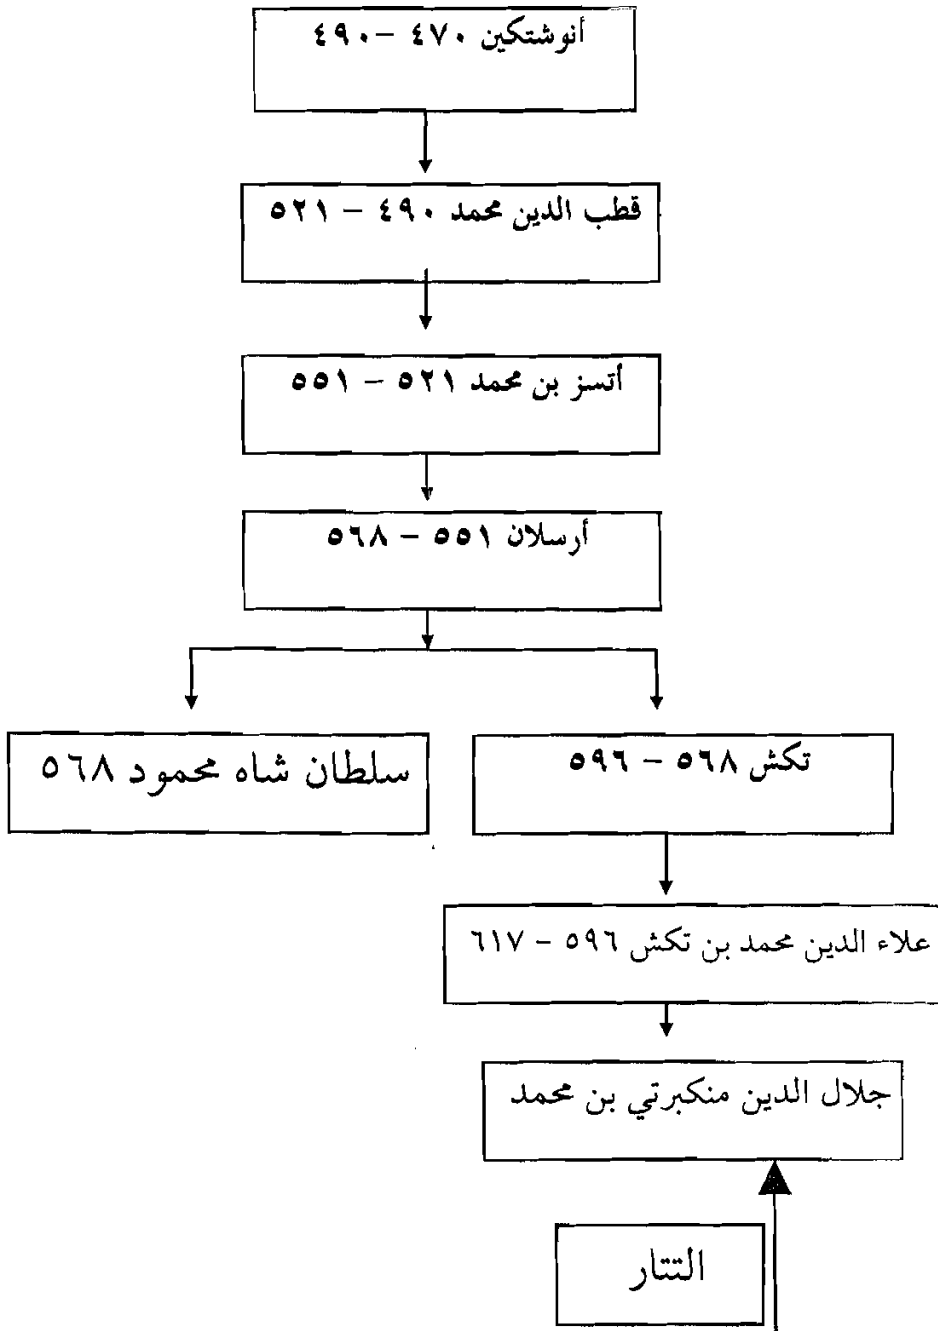 أنوشتكين ٤٧٠ – ٤٩٠
قطب الدين محمد ٤٩٠ – ٥٢١
أتسز بن محمد ٥٢١ – ٥٥١
أرسلان ٥٥١ – ٥٦٨
تكش ٥٦٨ – ٥٩٦
سلطان شاه محمود ٥٦٨
علاء الدين محمد بن تكش ٥٩٦ – ٦١٧
جلال الدين منكبرتي بن محمد
التتار